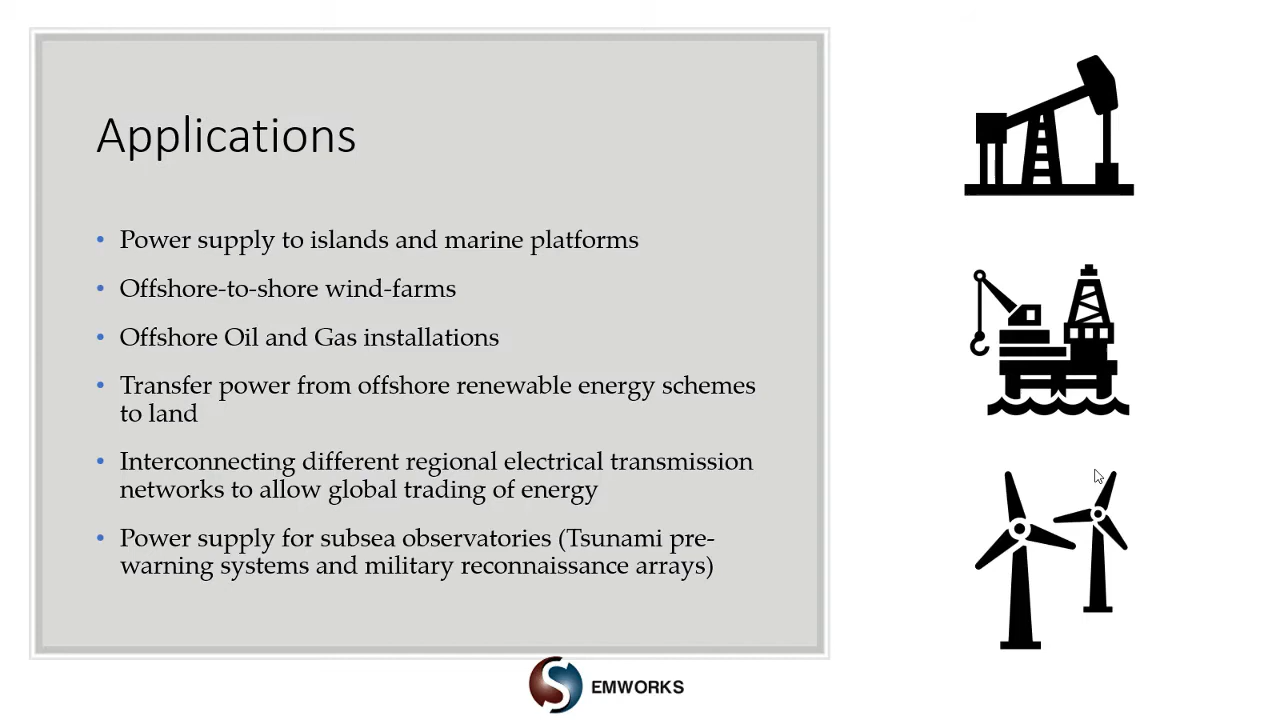 Applications
• Power supply to islands and marine platforms
• Offshore-to-shore wind-farms
• Offshore Oil and Gas installations
• Transfer power from offshore renewable energy schemes
to land
• Interconnecting different regional electrical transmission
networks to allow global trading of energy
• Power supply for subsea observatories (Tsunami pre-
warning systems and military reconnaissance arrays)
S EMWORKS